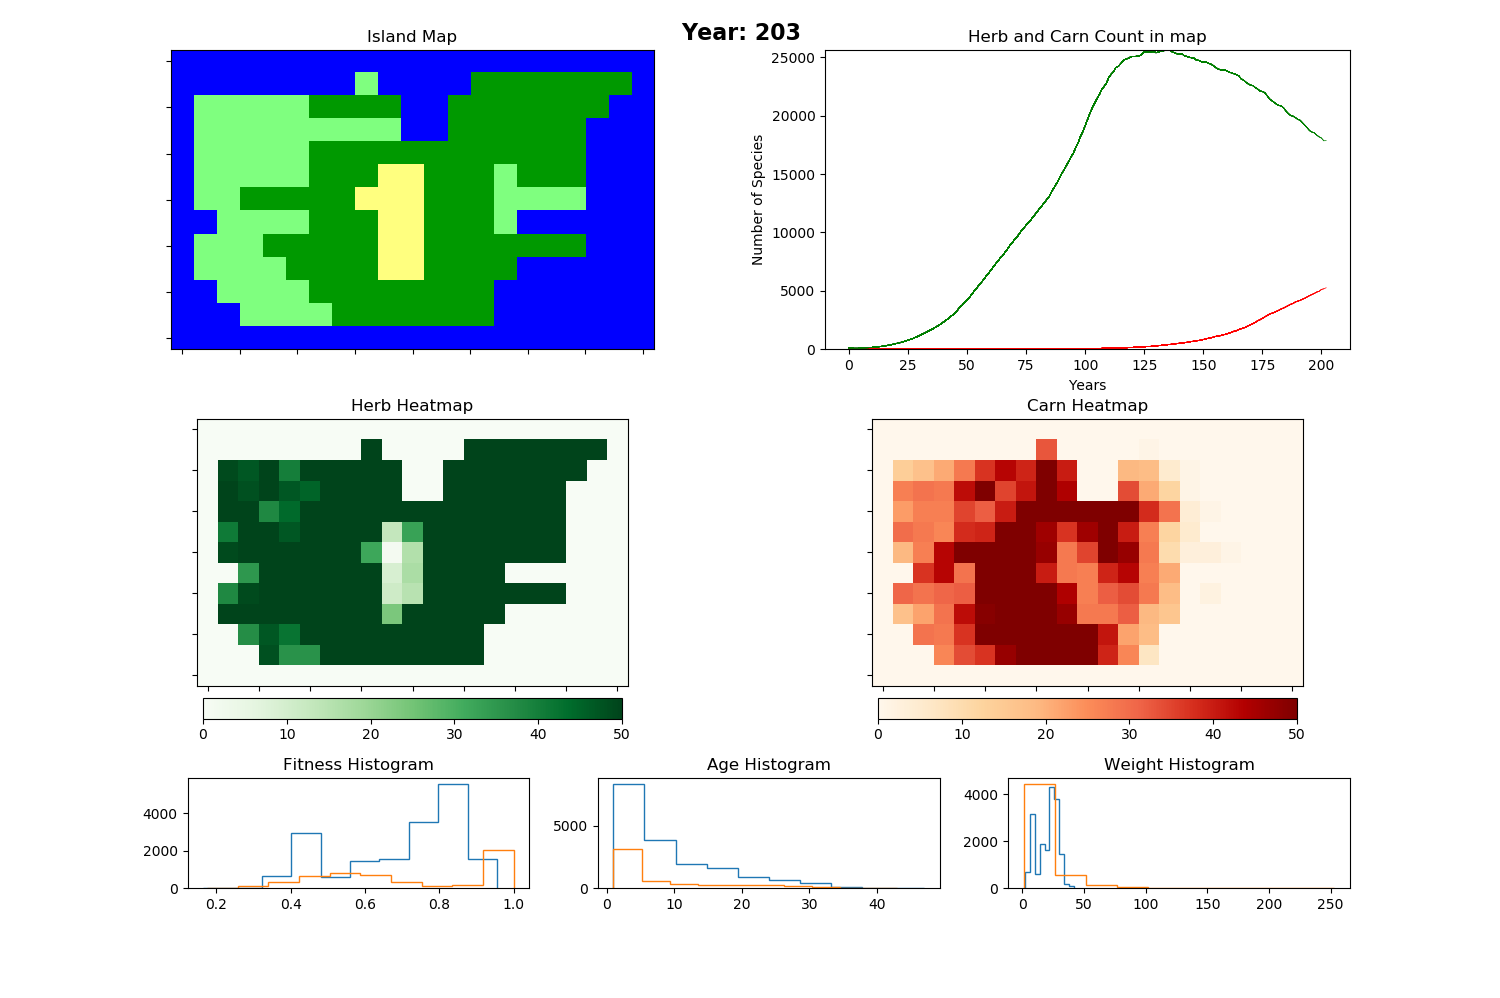 Year: 203
Island Map
Herb and Carn Count in map
Number of Species
25000
20000
15000
10000
5000
0
0 25 50 75 100 125 150 175 200
Years
Herb Heatmap
Carn Heatmap
0 10 20 30 40 50
0 10 20 30 40 50
Fitness Histogram
Age Histogram
Weight Histogram
4000
2000
0
0.2 0.4 0.6 0.8 1.0
5000
0
0 10 20 30 40
4000
2000
0
0 50 100 150 200 250